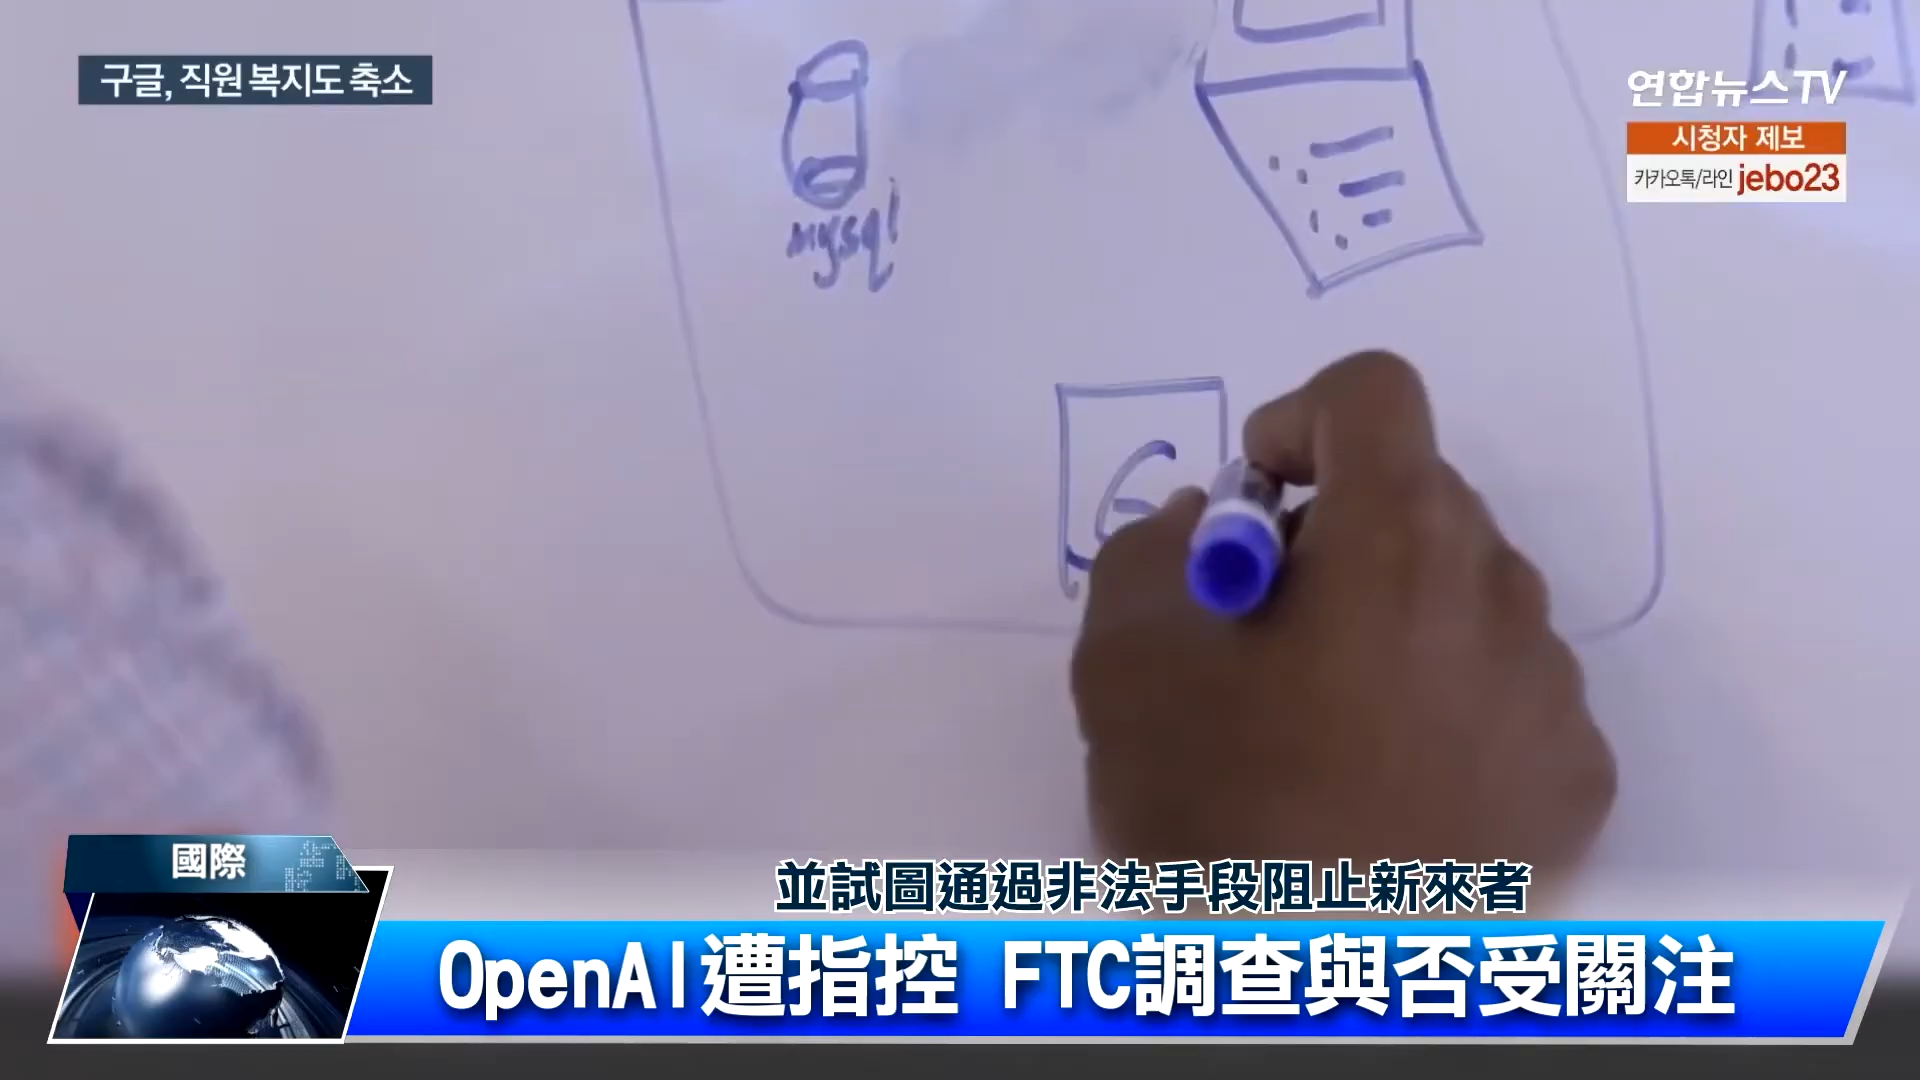 구글, 직원 복지도 축소
연합뉴스TV
시청자 제보
카카오톡/라인 jebo23
mysql
國際
並試圖通過非法手段阻止新來者
OpenAI遭指控 FTC調查與否受關注